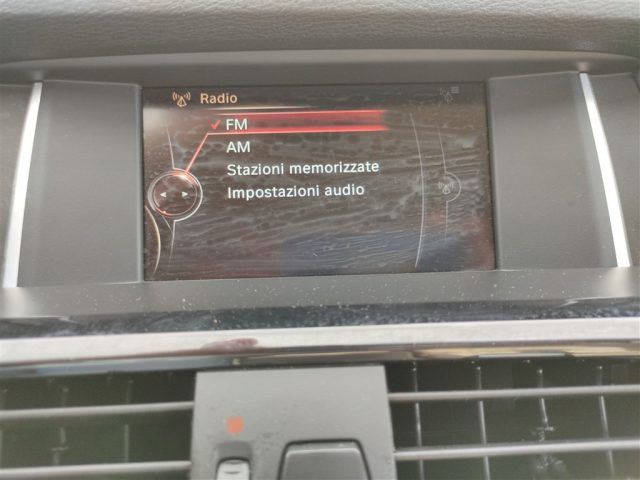 Radio
FM
AM
Stazioni memorizzate
Impostazioni audio